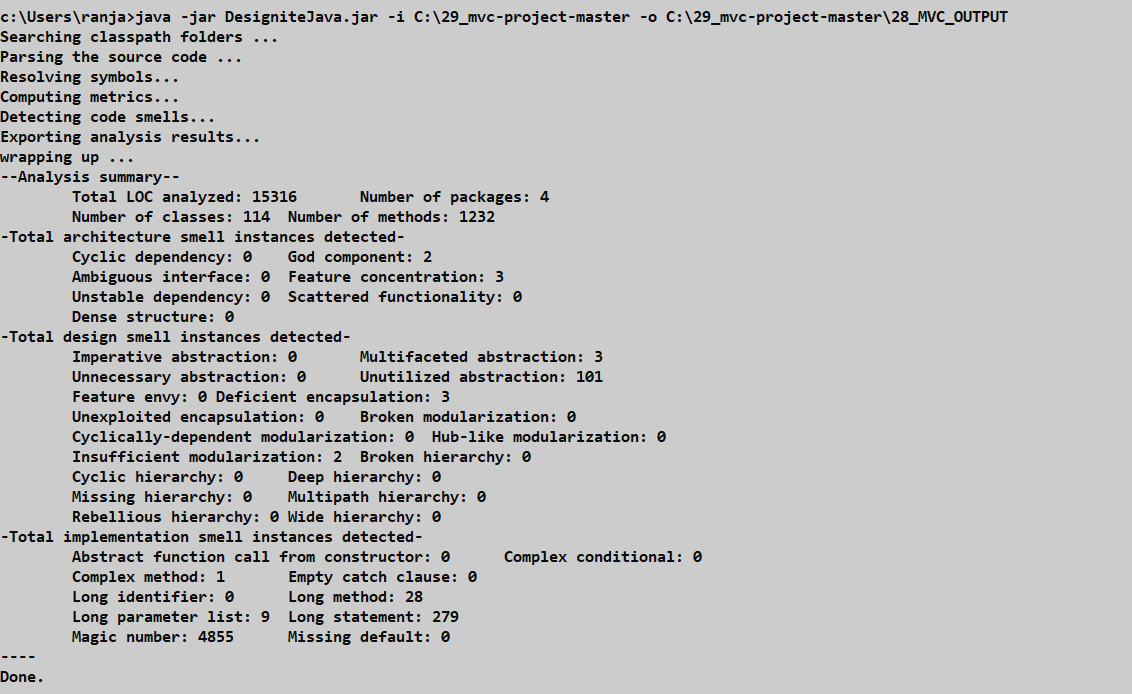 c:\Users\ranja>java -jar DesigniteJava.jar -i C:\29_mvc-project-master -o C:\29_mvc-project-master\28_MVC_OUTPUT
Searching classpath folders ...
Parsing the source code ...
Resolving symbols...
Computing metrics...
Detecting code smells...
Exporting analysis results...
wrapping up ...
--Analysis summary--
Total LOC analyzed: 15316 Number of packages: 4
Number of classes: 114 Number of methods: 1232
-Total architecture smell instances detected-
Cyclic dependency: 0 God component: 2
Ambiguous interface: 0 Feature concentration: 3
Unstable dependency: 0 Scattered functionality: 0
Dense structure: 0
-Total design smell instances detected-
Imperative abstraction: 0 Multifaceted abstraction: 3
Unnecessary abstraction: 0 Unutilized abstraction: 101
Feature envy: 0 Deficient encapsulation: 3
Unexploited encapsulation: 0 Broken modularization: 0
Cyclically-dependent modularization: 0 Hub-like modularization: 0
Insufficient modularization: 2 Broken hierarchy: 0
Cyclic hierarchy: 0 Deep hierarchy: 0
Missing hierarchy: 0 Multipath hierarchy: 0
Rebellious hierarchy: 0 Wide hierarchy: 0
-Total implementation smell instances detected-
Abstract function call from constructor: 0 Complex conditional: 0
Complex method: 1 Empty catch clause: 0
Long identifier: 0 Long method: 28
Long parameter list: 9 Long statement: 279
Magic number: 4855 Missing default: 0
----
Done.